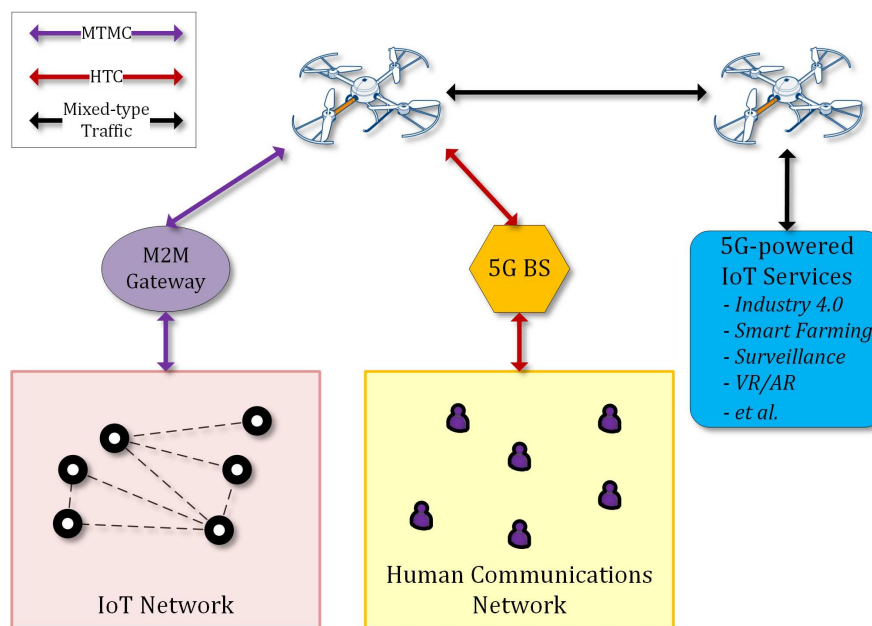 MTMC
HTC
Mixed-type
Traffic
M2M
Gateway
5G BS
5G-powered
IoT Services
- Industry 4.0
- Smart Farming
- Surveillance
- VR/AR
- et al.
IoT Network
Human Communications
Network